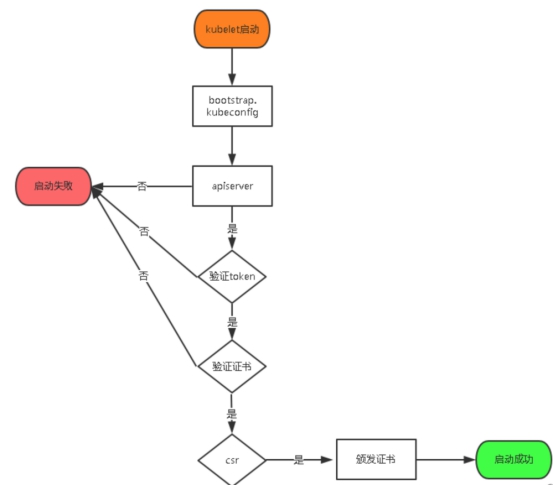 kubelet启动
bootstrap.
kubeconfig
启动失败
否
apiserver
是
否
验证token
否
是
验证证书
是
csr
是
颁发证书
启动成功